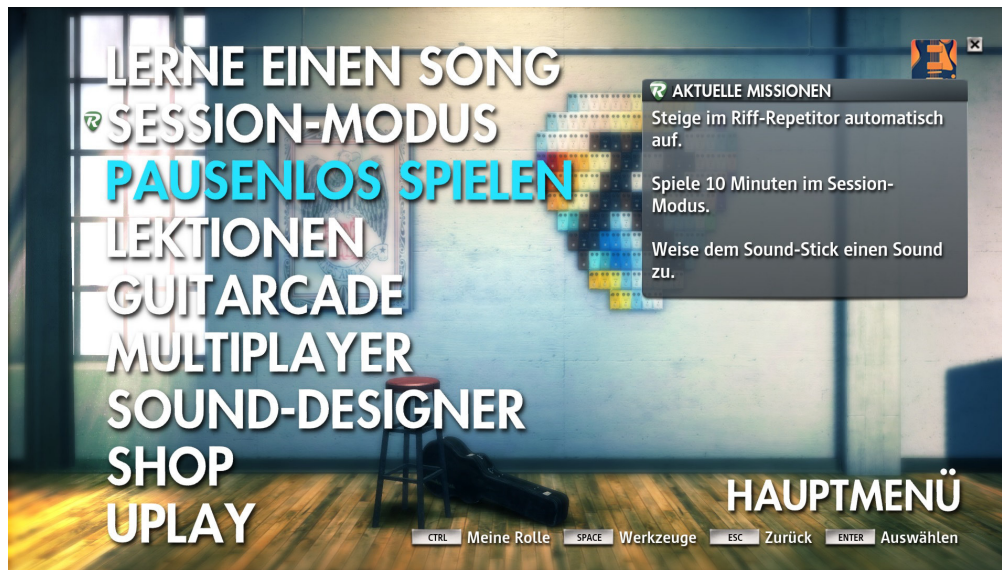 LERNE EINEN SONG
SESSION-MODUS
PAUSENLOS SPIELEN
LEKTIONEN
GUITARCADE
MULTIPLAYER
SOUND-DESIGNER
SHOP
UPLAY
AKTUELLE MISSIONEN
Steige im Riff-Repetitor automatisch
auf.
Spiele 10 Minuten im Session-
Modus.
Weise dem Sound-Stick einen Sound
zu.
HAUPTMENÜ
CTRL Meine Rolle SPACE Werkzeuge ESC Zurück ENTER Auswählen